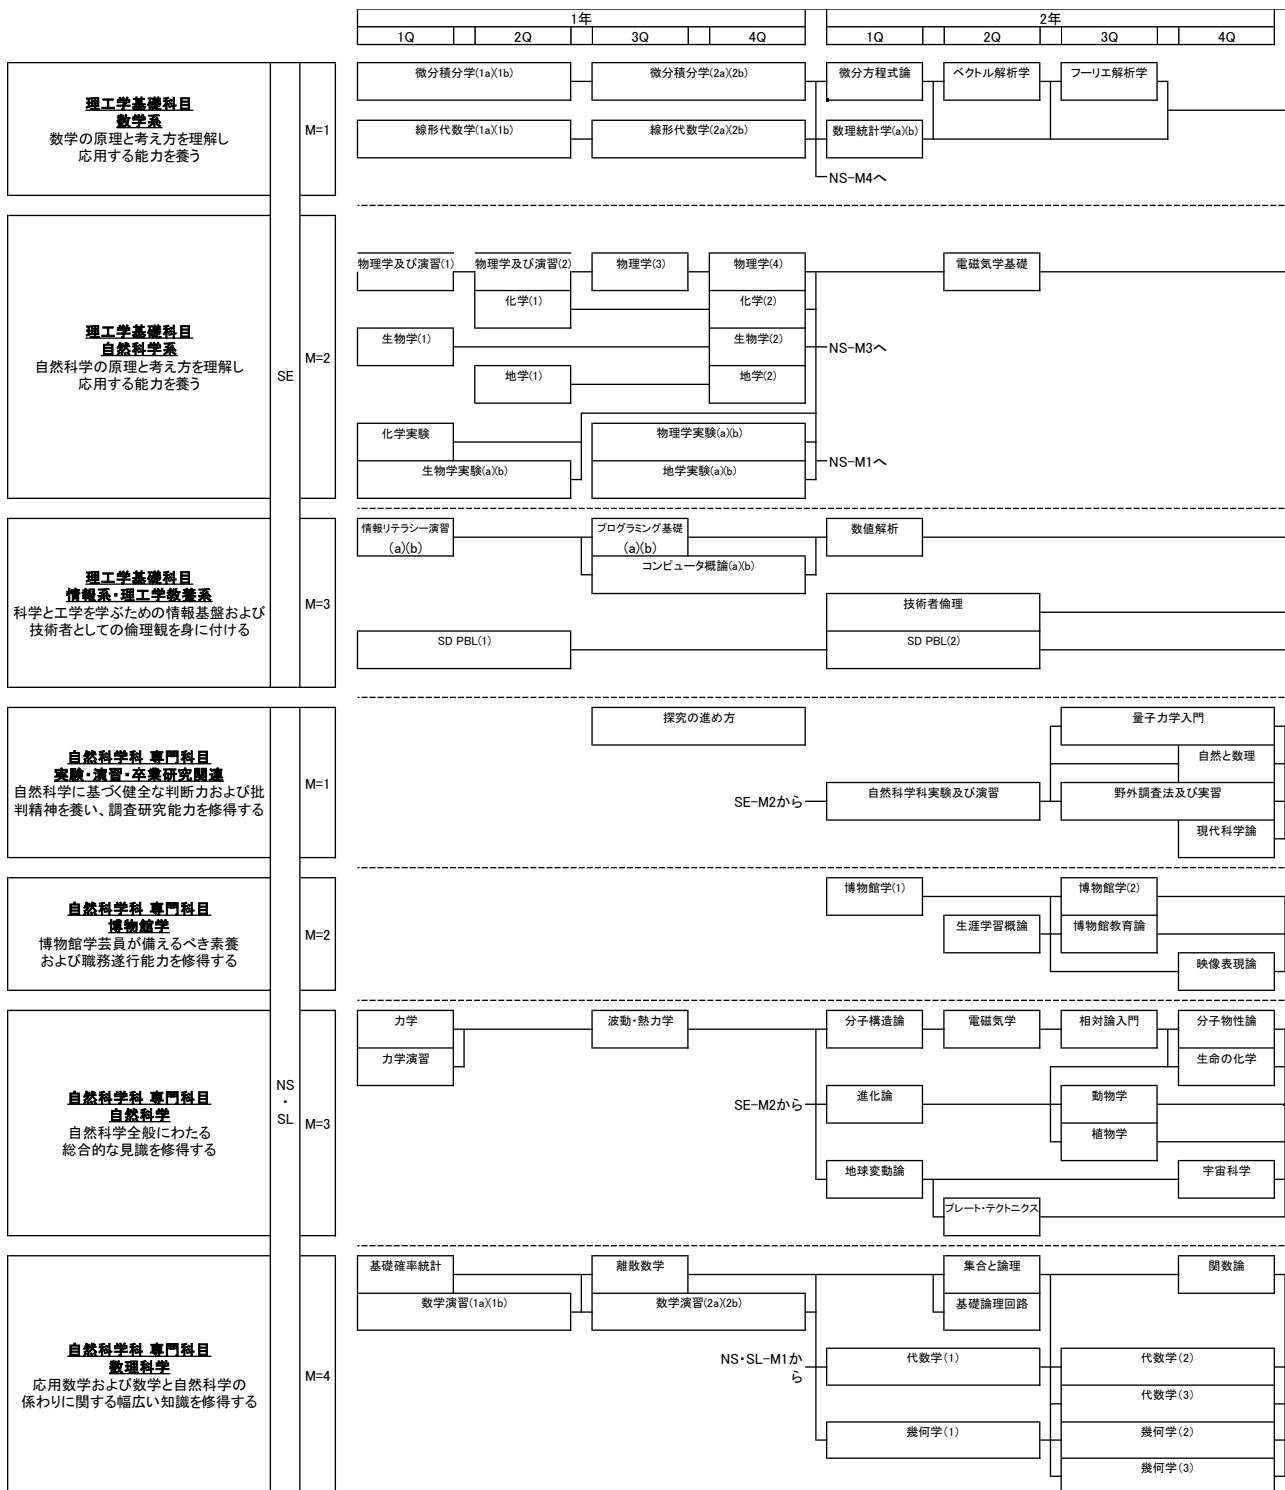 1年 2年
1Q 2Q 3Q 4Q 1Q 2Q 3Q 4Q
理工学基礎科目
数学系
数学の原理と考え方を理解し
応用する能力を養う
M=1
微分積分学(1a)(1b) 微分積分学(2a)(2b) 微分方程式論 ベクトル解析学 フーリエ解析学
線形代数学(1a)(1b) 線形代数学(2a)(2b) 数理統計学(a)(b)
NS-M4へ
SE
理工学基礎科目
自然科学系
自然科学の原理と考え方を理解し
応用する能力を養う
M=2
物理学及び演習(1) 物理学及び演習(2) 物理学(3) 物理学(4) 電磁気学基礎
化学(1) 化学(2)
生物学(1) 生物学(2)
NS-M3へ
地学(1) 地学(2)
化学実験 物理学実験(a)(b)
NS-M1へ
生物学実験(a)(b) 地学実験(a)(b)
理工学基礎科目
情報系・理工学教養系
科学と工学を学ぶための情報基盤および
技術者としての倫理観を身に付ける
M=3
情報リテラシー演習 プログラミング基礎 数値解析
(a)(b) (a)(b)
コンピュータ概論(a)(b)
技術者倫理
SD PBL(1) SD PBL(2)
自然科学科 専門科目
実験・演習・卒業研究関連
自然科学に基づく健全な判断力および批
判精神を養い、調査研究能力を修得する
M=1
探究の進め方 量子力学入門
自然と数理
SE-M2から 自然科学科実験及び演習 野外調査法及び実習
現代科学論
自然科学科 専門科目
博物館学
博物館学芸員が備えるべき素養
および職務遂行能力を修得する
M=2
博物館学(1) 博物館学(2)
生涯学習概論 博物館教育論
映像表現論
NS
・
SL
自然科学科 専門科目
自然科学
自然科学全般にわたる
総合的な見識を修得する
M=3
力学 波動・熱力学 分子構造論 電磁気学 相対論入門 分子物性論
力学演習 生命の化学
SE-M2から 進化論 動物学
植物学
地球変動論 宇宙科学
プレート・テクトニクス
自然科学科 専門科目
数理科学
応用数学および数学と自然科学の
係わりに関する幅広い知識を修得する
M=4
基礎確率統計 離散数学 集合と論理 関数論
数学演習(1a)(1b) 数学演習(2a)(2b) 基礎論理回路
NS・SL-M1か
ら
代数学(1) 代数学(2)
代数学(3)
幾何学(1) 幾何学(2)
幾何学(3)